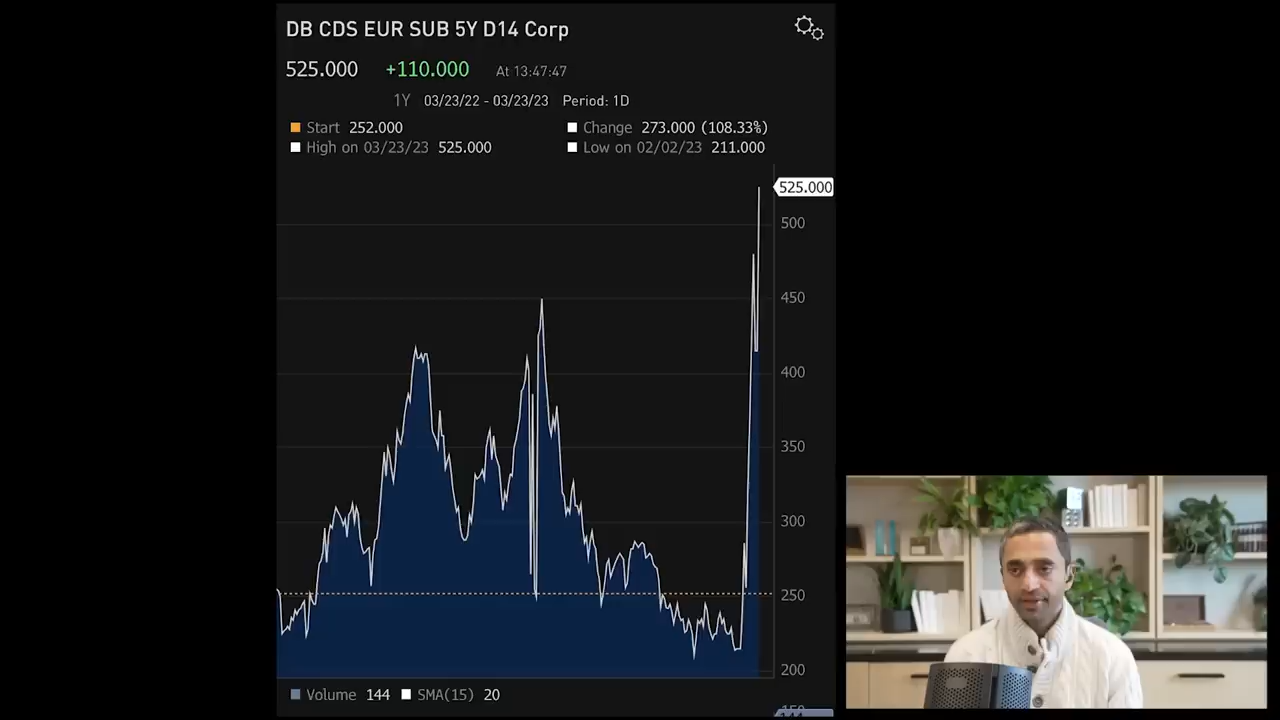 DB CDS EUR SUB 5Y D14 Corp
525.000 +110.000 At 13:47:47
1Y 03/23/22 - 03/23/23 Period: 1D
Start 252.000 Change 273.000 (108.33%)
High on 03/23/23 525.000 Low on 02/02/23 211.000
525.000
500
450
400
350
300
250
200
Volume 144 SMA(15) 20
150
144